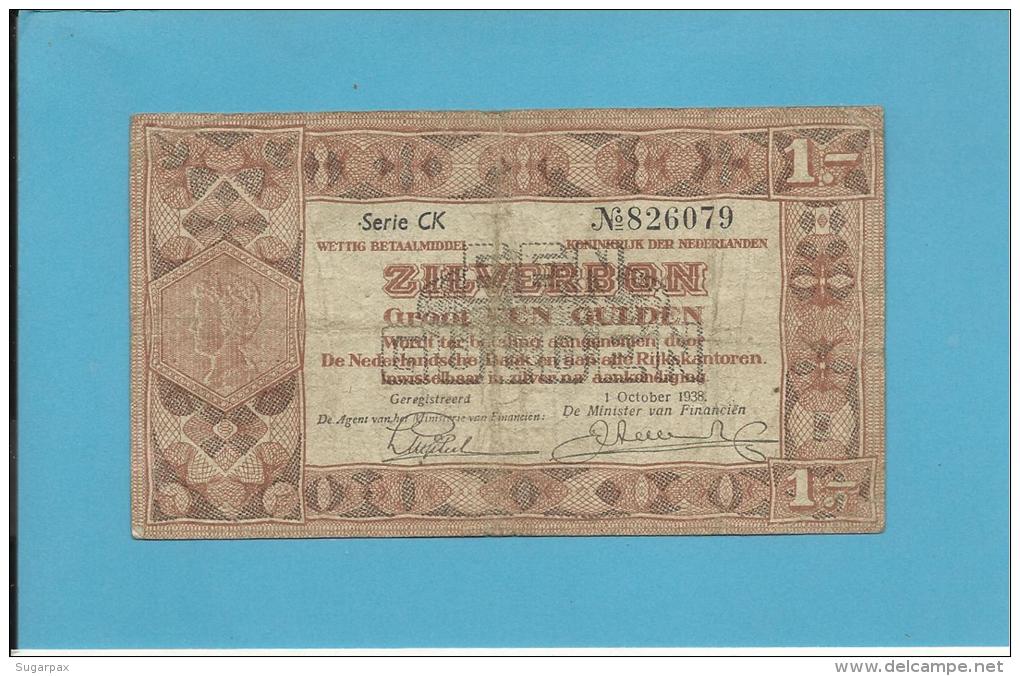 1.–
Serie CK № 826079
WETTIG BETAALMIDDEL KONINKRIJK DER NEDERLANDEN
ZILVERBON
Groot EEN GULDEN
Wordt ter betaling aangenomen door
De Nederlandsche Bank en aan alle Rijkskantoren.
Inwisselbaar in zilver na aankondiging
Geregistreerd 1 October 1938.
De Agent van het Ministerie van Financiën: De Minister van Financiën
1.–
Sugarpax www.delcampe.net